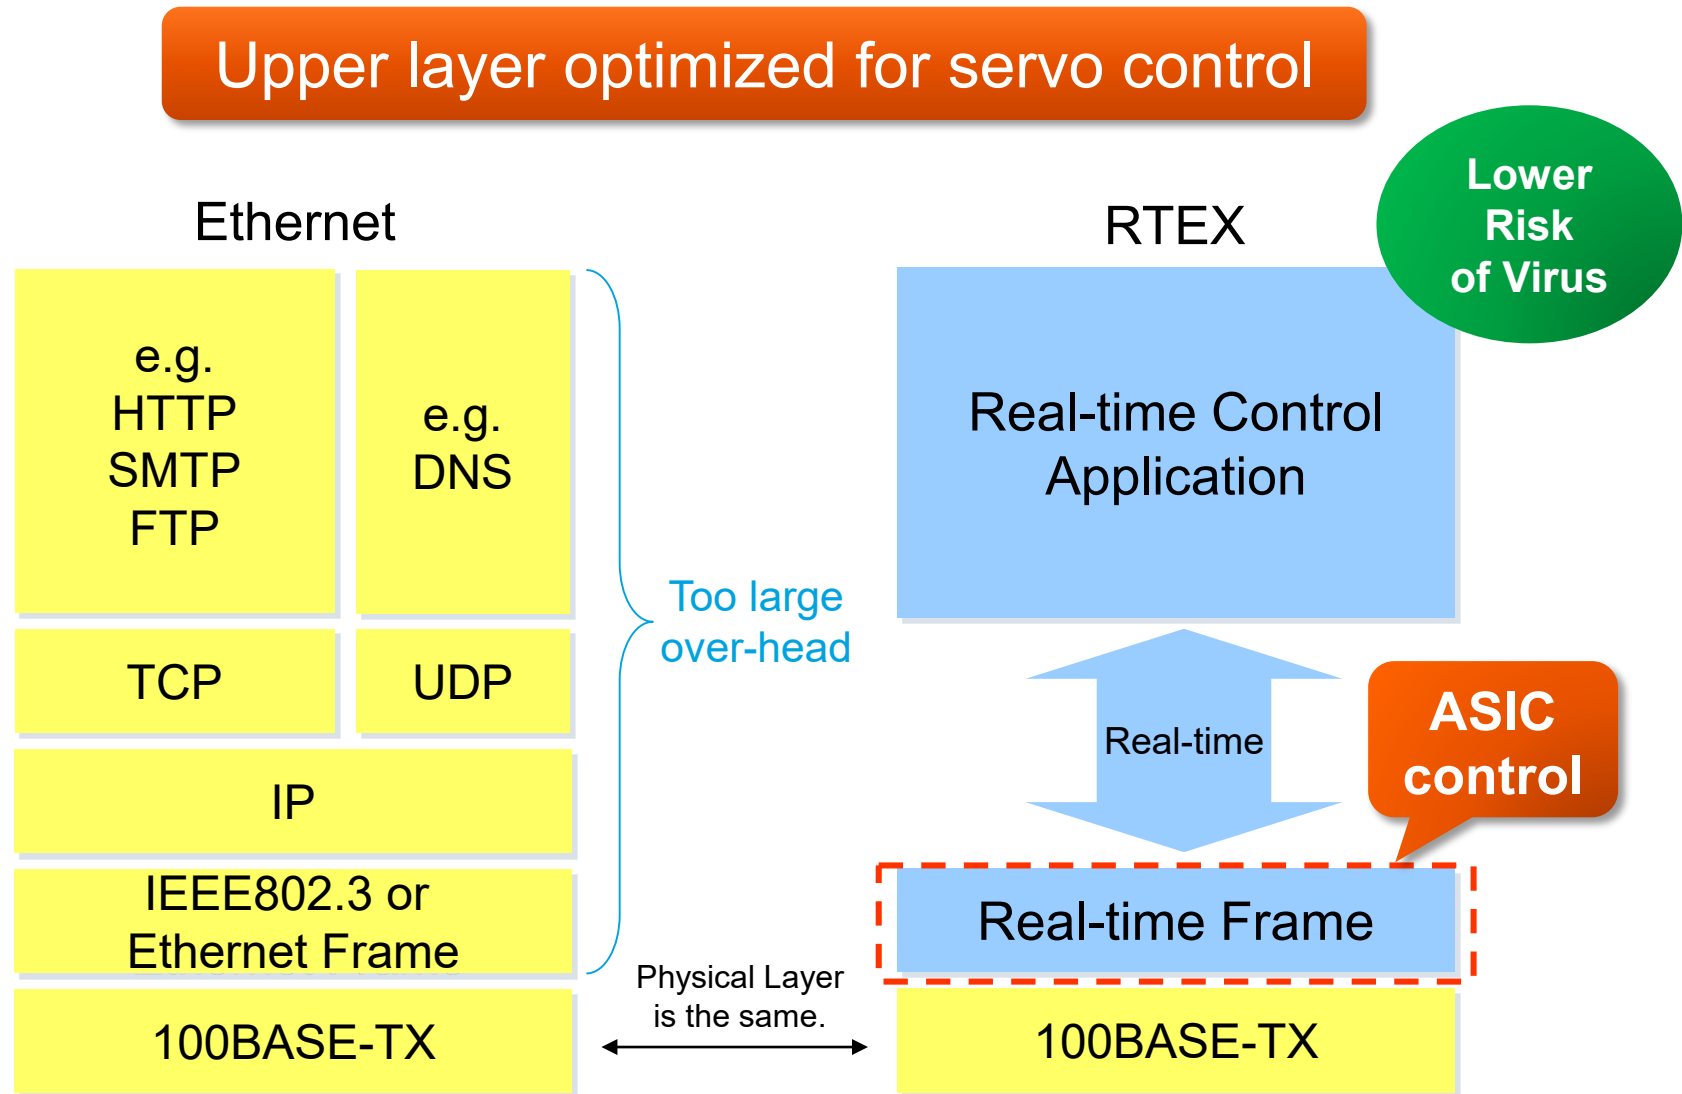 Upper layer optimized for servo control
Lower
Risk
of Virus
Ethernet
RTEX
e.g.
HTTP
SMTP
FTP
e.g.
DNS
Too large
over-head
Real-time Control
Application
TCP
UDP
Real-time
ASIC
control
IP
IEEE802.3 or
Ethernet Frame
Real-time Frame
Physical Layer
is the same.
100BASE-TX
100BASE-TX